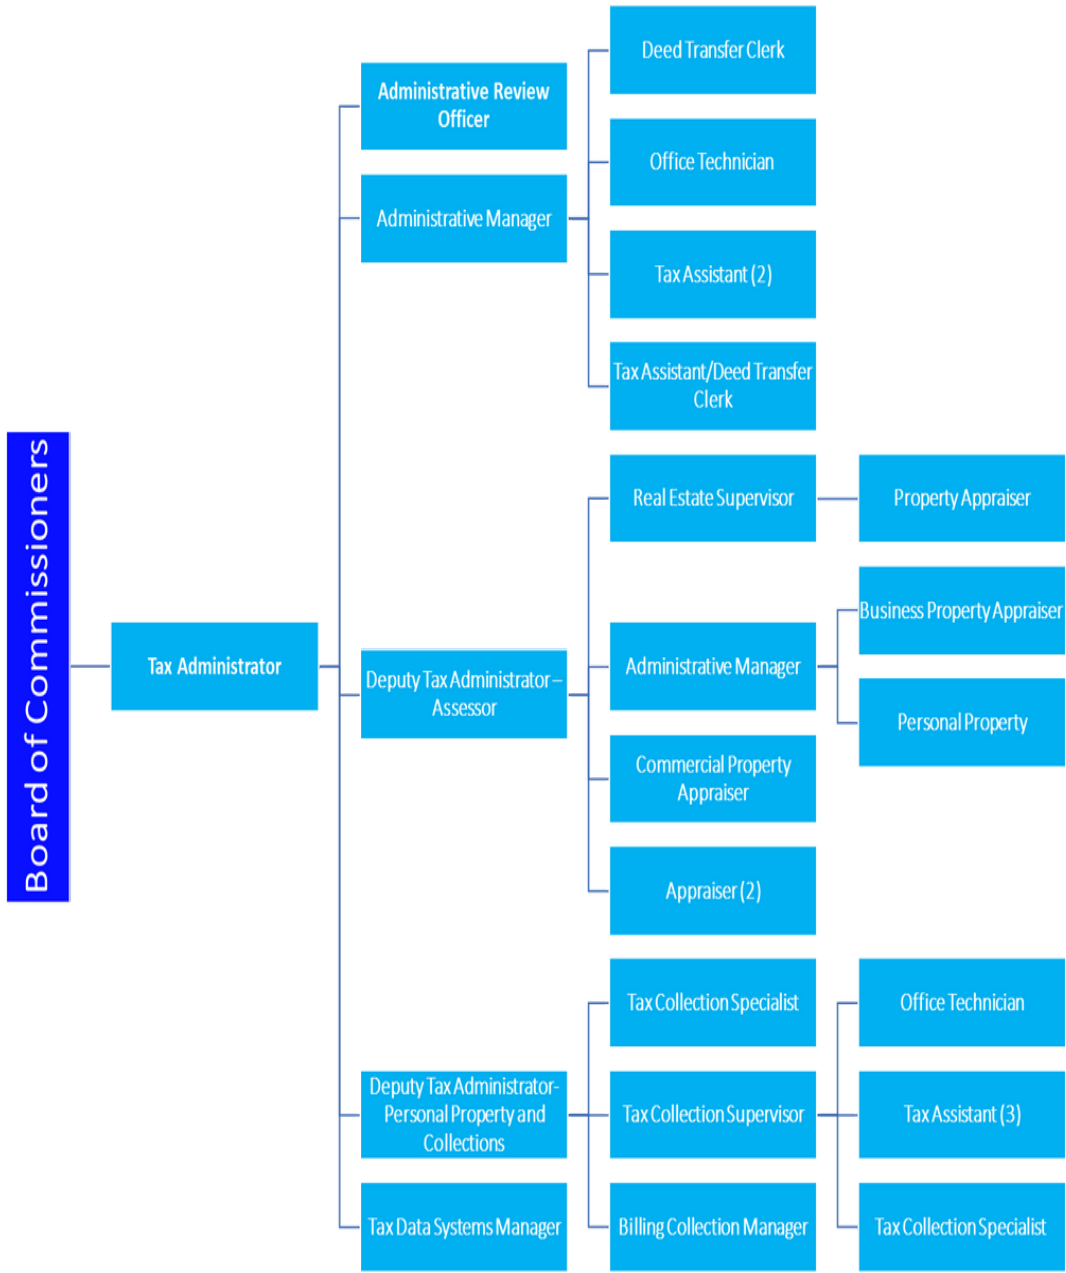 Board of Commissioners
Tax Administrator
Administrative Review
Officer
Administrative Manager
Deed Transfer Clerk
Office Technician
Tax Assistant (2)
Tax Assistant/Deed Transfer
Clerk
Deputy Tax Administrator –
Assessor
Real Estate Supervisor
Property Appraiser
Administrative Manager
Business Property Appraiser
Personal Property
Commercial Property
Appraiser
Appraiser (2)
Deputy Tax Administrator-
Personal Property and
Collections
Tax Collection Specialist
Tax Collection Supervisor
Office Technician
Tax Assistant (3)
Tax Collection Specialist
Billing Collection Manager
Tax Data Systems Manager